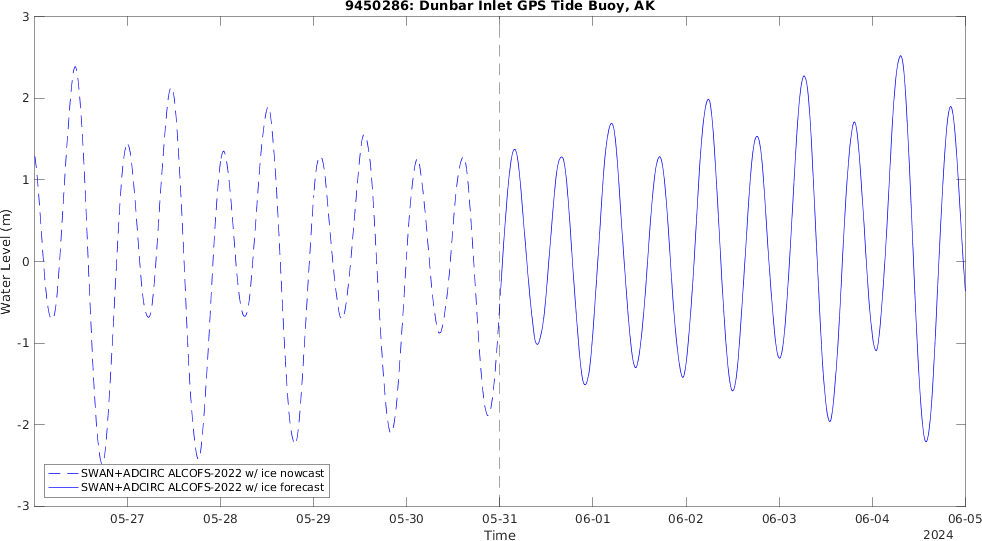 9450286: Dunbar Inlet GPS Tide Buoy, AK
Water Level (m)
3
2
1
0
-1
-2
-3
SWAN+ADCIRC ALCOFS-2022 w/ ice nowcast
SWAN+ADCIRC ALCOFS-2022 w/ ice forecast
05-27 05-28 05-29 05-30 05-31 06-01 06-02 06-03 06-04 06-05
Time
2024